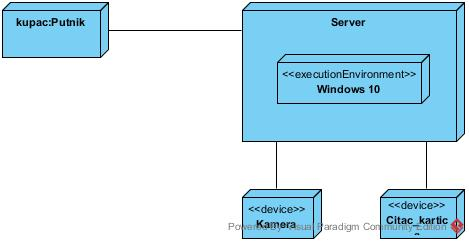 kupac:Putnik
Server
<<executionEnvironment>>
Windows 10
<<device>>
Kamera
<<device>>
Citac_kartic
Powered By Visual Paradigm Community Edition